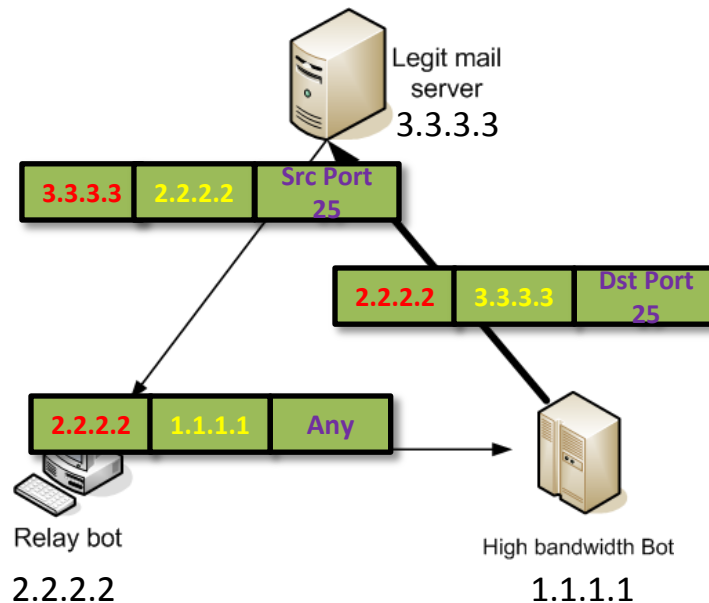 Legit mail
server
3.3.3.3
3.3.3.3 2.2.2.2 Src Port
25
2.2.2.2 3.3.3.3 Dst Port
25
2.2.2.2 1.1.1.1 Any
Relay bot
2.2.2.2
High bandwidth Bot
1.1.1.1